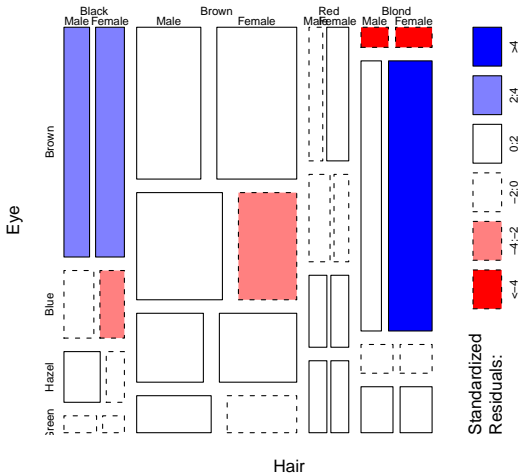 Black Brown Red Blond
Male Female Male Female Male Female Male Female
Eye
Brown
Blue
Hazel
Green
Hair
Standardized
Residuals:
<−4
−4:−2
−2:0
0:2
2:4
>4